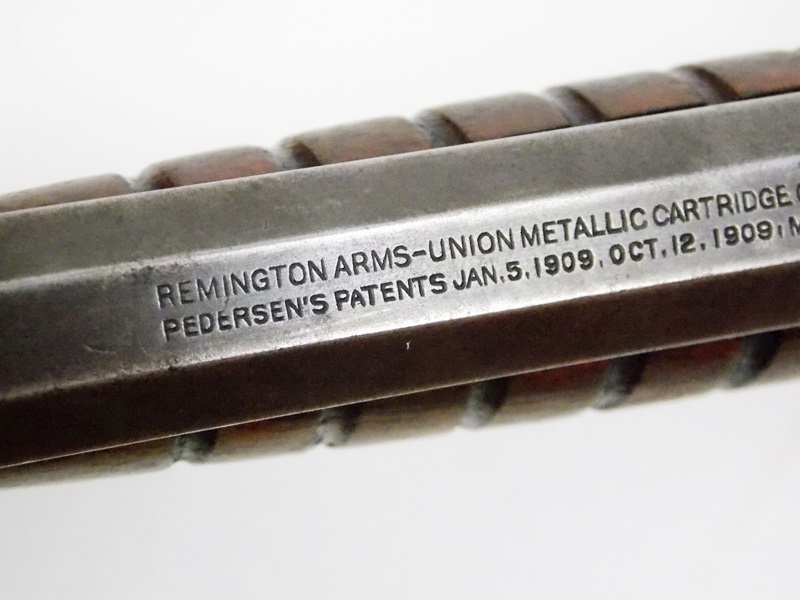 REMINGTON ARMS-UNION METALLIC CARTRIDGE
PEDERSEN'S PATENTS JAN.5,1909, OCT.12,1909,